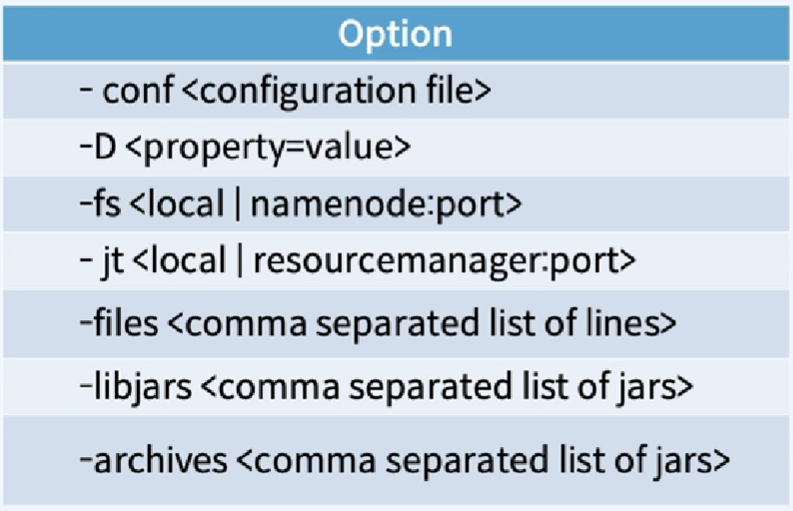 Option
- conf <configuration file>
-D <property=value>
-fs <local | namenode:port>
- jt <local | resourcemanager:port>
-files <comma separated list of lines>
-libjars <comma separated list of jars>
-archives <comma separated list of jars>